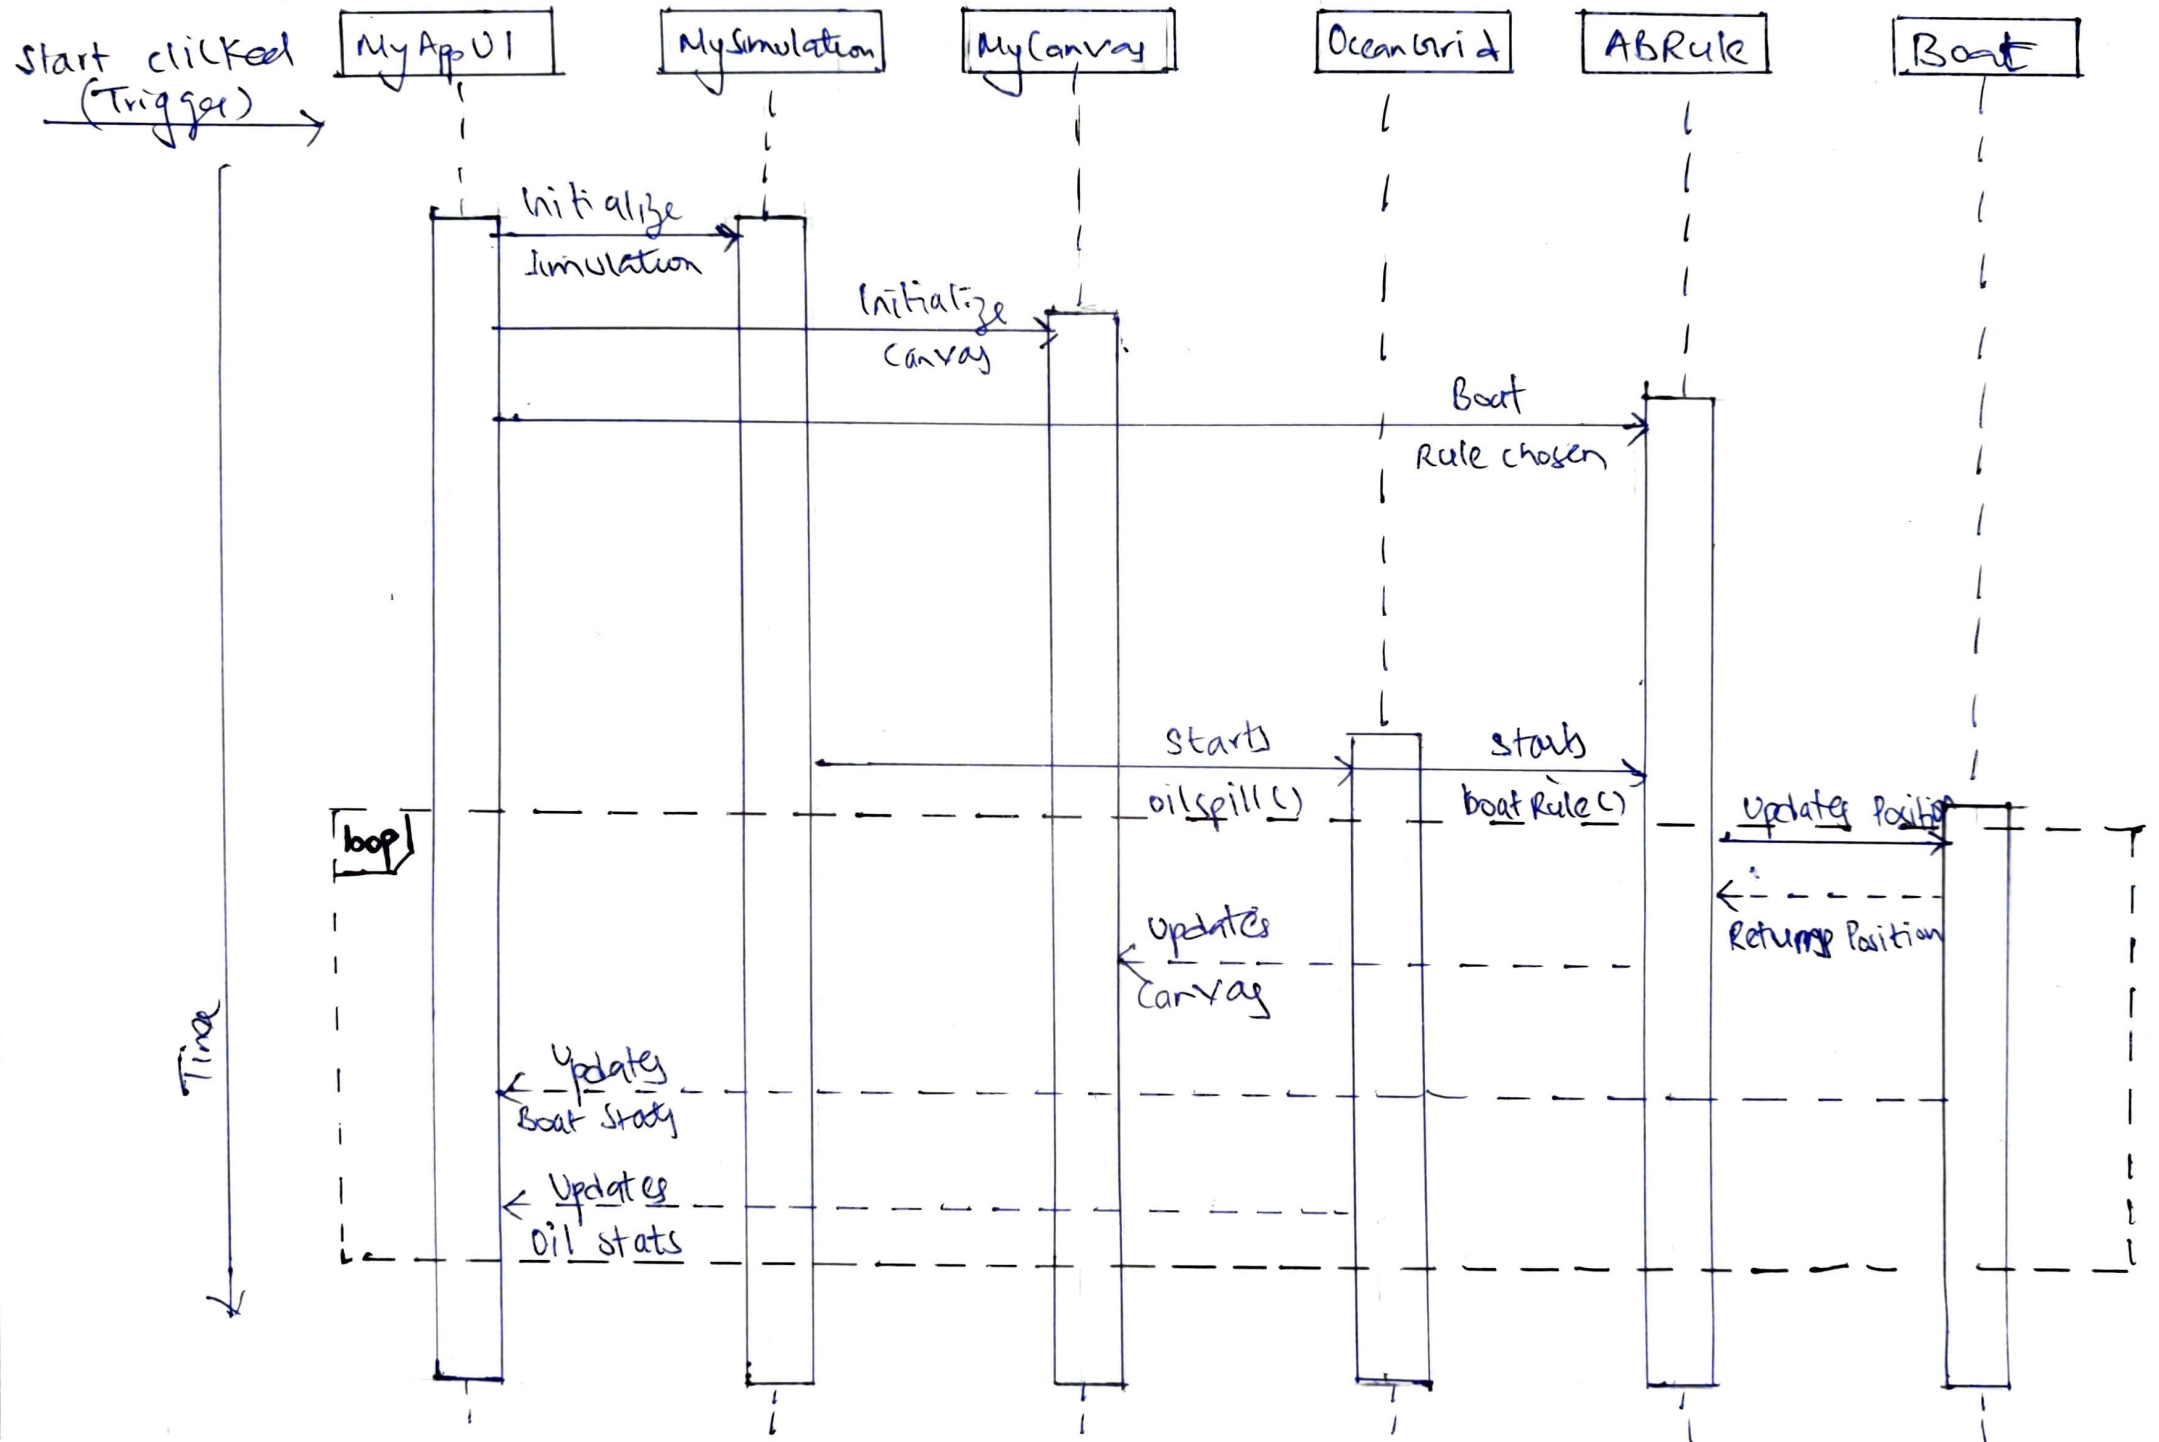 Start clicked
(Trigger)
MyAppUI
MySimulation
MyCanvas
OceanGrid
ABRule
Boat
Initialize
Simulation
Initialize
Canvas
Boat
Rule chosen
Starts
oilspill()
starts
boatRule()
loop
Updates Position
Returns Position
Updates
Canvas
Time
Updates
Boat Stats
Updates
Oil stats